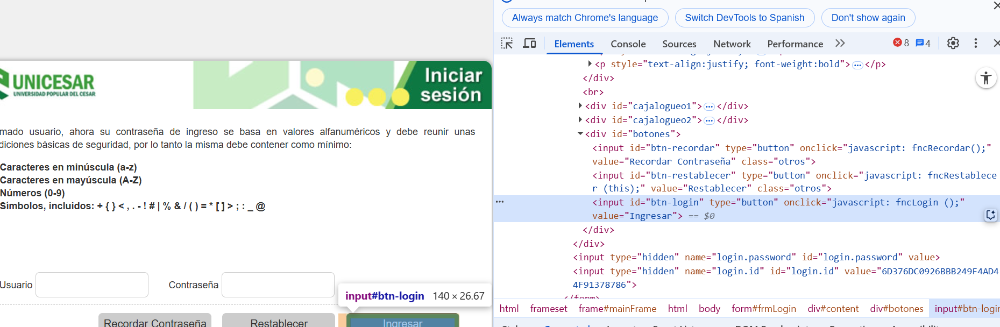 Always match Chrome's language
Switch DevTools to Spanish
Don't show again
Elements
Console
Sources
Network
Performance
8
4
<p style="text-align:justify; font-weight:bold">…</p>
</div>
<br>
<div id="cajalogueo1">…</div>
<div id="cajalogueo2">…</div>
<div id="botones">
<input id="btn-recordar" type="button" onclick="javascript: fncRecordar();"
value="Recordar Contraseña" class="otros">
<input id="btn-restablecer" type="button" onclick="javascript: fncRestablece
r (this);" value="Restablecer" class="otros">
<input id="btn-login" type="button" onclick="javascript: fncLogin ();"
value="Ingresar"> == $0
</div>
</div>
<input type="hidden" name="login.password" id="login.password" value>
<input type="hidden" name="login.id" id="login.id" value="6D376DC0926BBB249F4AD4
4F91378786">
</form>
html frameset frame#mainFrame html body form#frmLogin div#content div#botones input#btn-login
UNICESAR
UNIVERSIDAD POPULAR DEL CESAR
Iniciar
sesión
mado usuario, ahora su contraseña de ingreso se basa en valores alfanuméricos y debe reunir unas
diciones básicas de seguridad, por lo tanto la misma debe contener como mínimo:
Caracteres en minúscula (a-z)
Caracteres en mayúscula (A-Z)
Números (0-9)
Símbolos, incluidos: + { } < , . - ! # | % & / ( ) = * [ ] > ; : _ @
Usuario
Contraseña
input#btn-login 140 × 26.67
Recordar Contraseña
Restablecer
Ingresar